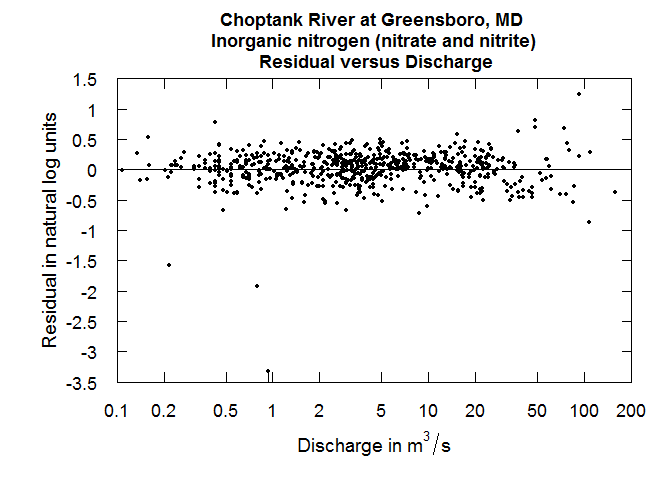 Choptank River at Greensboro, MD
Inorganic nitrogen (nitrate and nitrite)
Residual versus Discharge
Residual in natural log units
1.5
1
0.5
0
-0.5
-1
-1.5
-2
-2.5
-3
-3.5
0.1 0.2 0.5 1 2 5 10 20 50 100 200
Discharge in m³/s